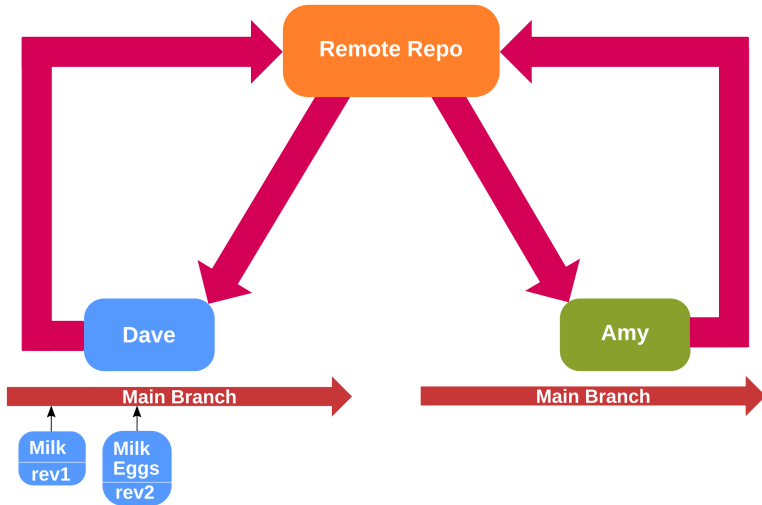 Remote Repo
Dave
Amy
Main Branch
Main Branch
Milk
rev1
Milk
Eggs
rev2